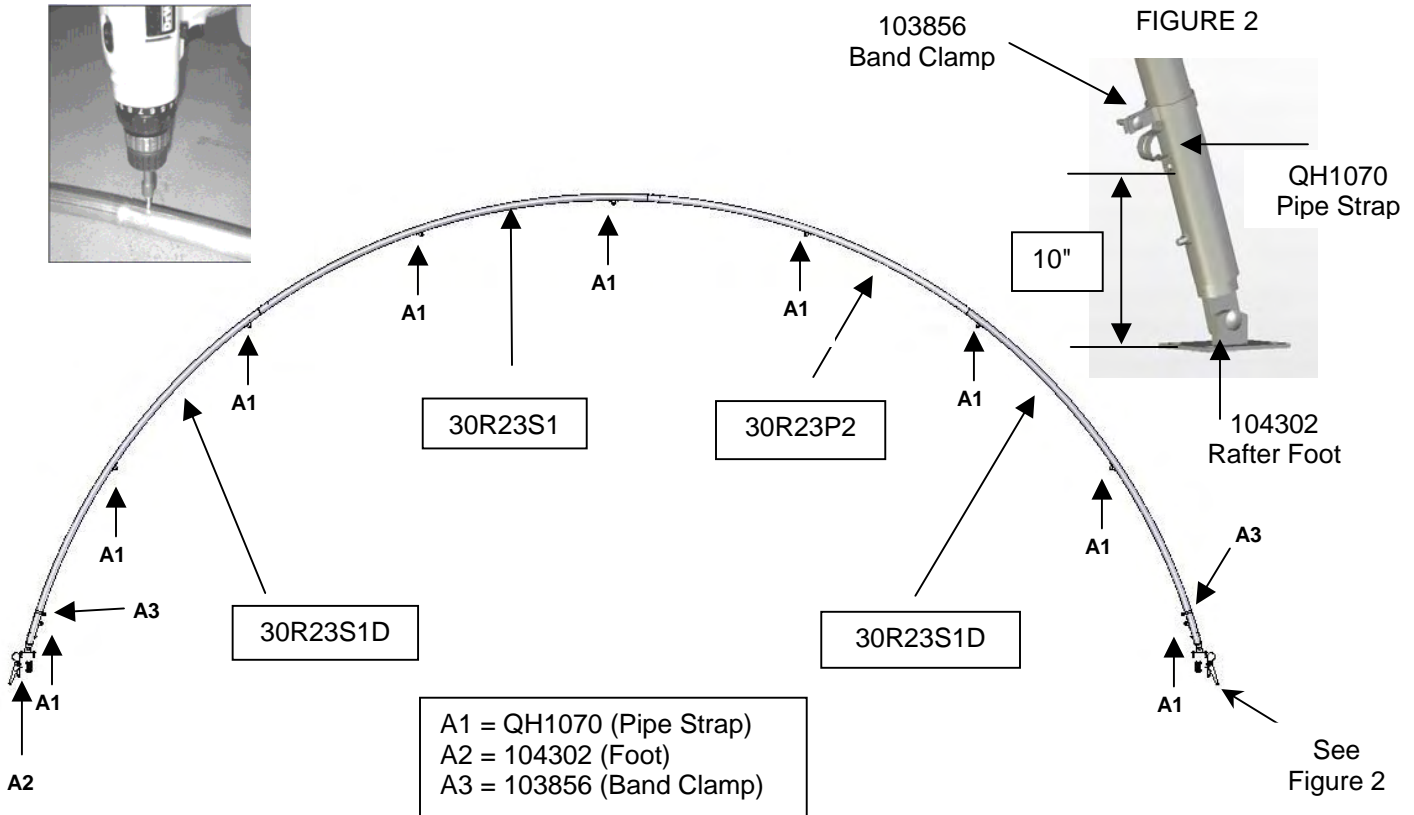 103856
Band Clamp
FIGURE 2
QH1070
Pipe Strap
10"
104302
Rafter Foot
A1
A1
A1
A1
A1
30R23S1
30R23P2
A1
A1
A3
A3
30R23S1D
30R23S1D
A1
A1
A2
A1 = QH1070 (Pipe Strap)
A2 = 104302 (Foot)
A3 = 103856 (Band Clamp)
See
Figure 2